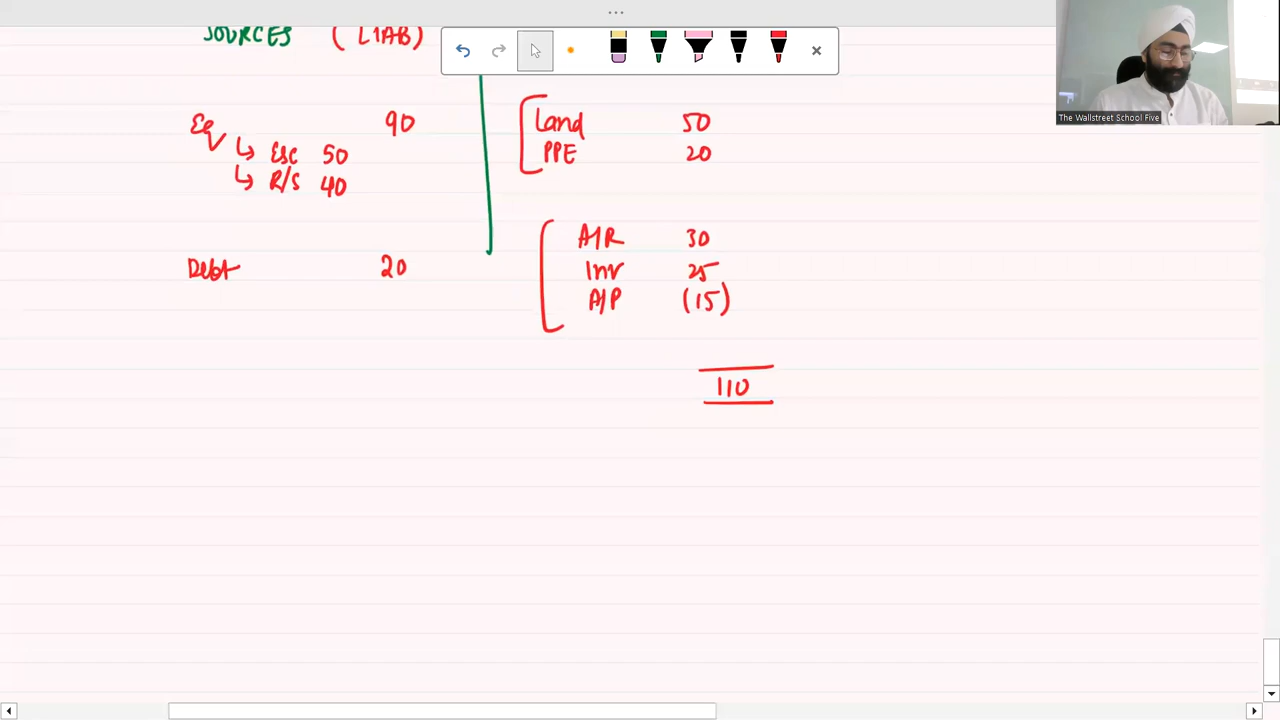 SOURCES (LIAB)
The Wallstreet School Five
Eq 90
↳ Esc 50
↳ R/S 40
Debt 20
Land 50
PPE 20
A/R 30
Inv 25
A/P (15)
110